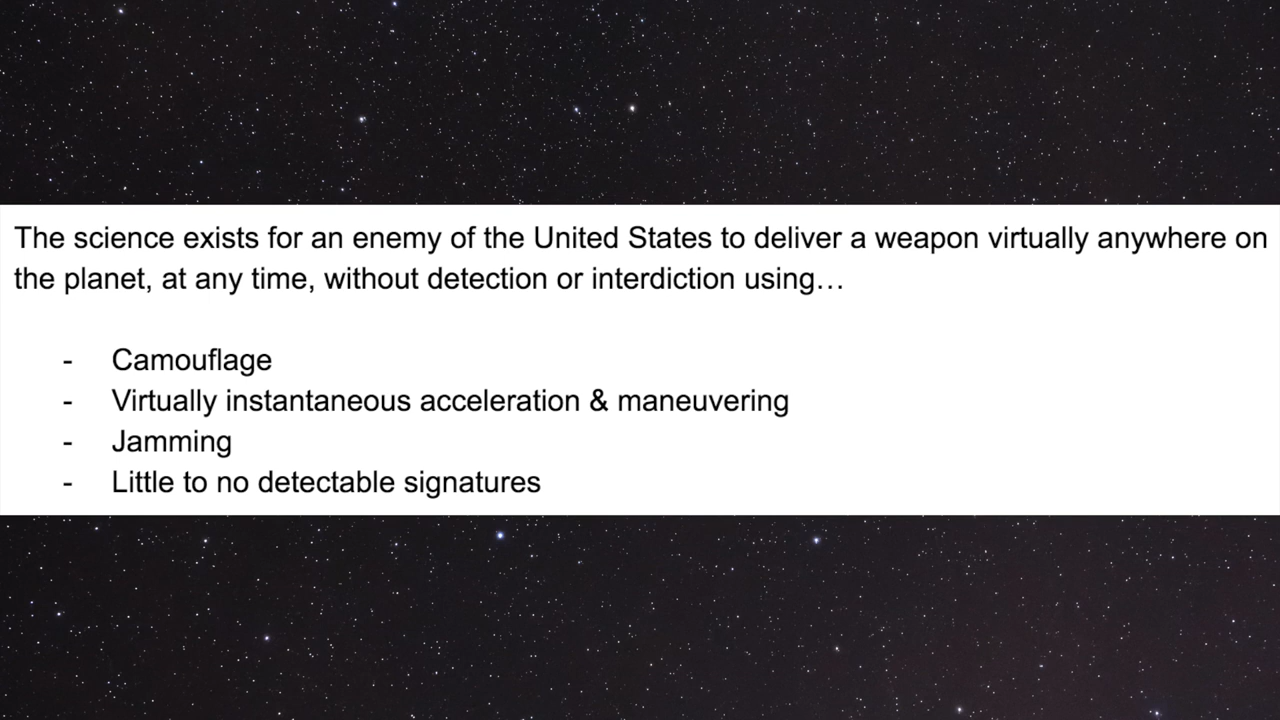 The science exists for an enemy of the United States to deliver a weapon virtually anywhere on
the planet, at any time, without detection or interdiction using…
- Camouflage
- Virtually instantaneous acceleration & maneuvering
- Jamming
- Little to no detectable signatures